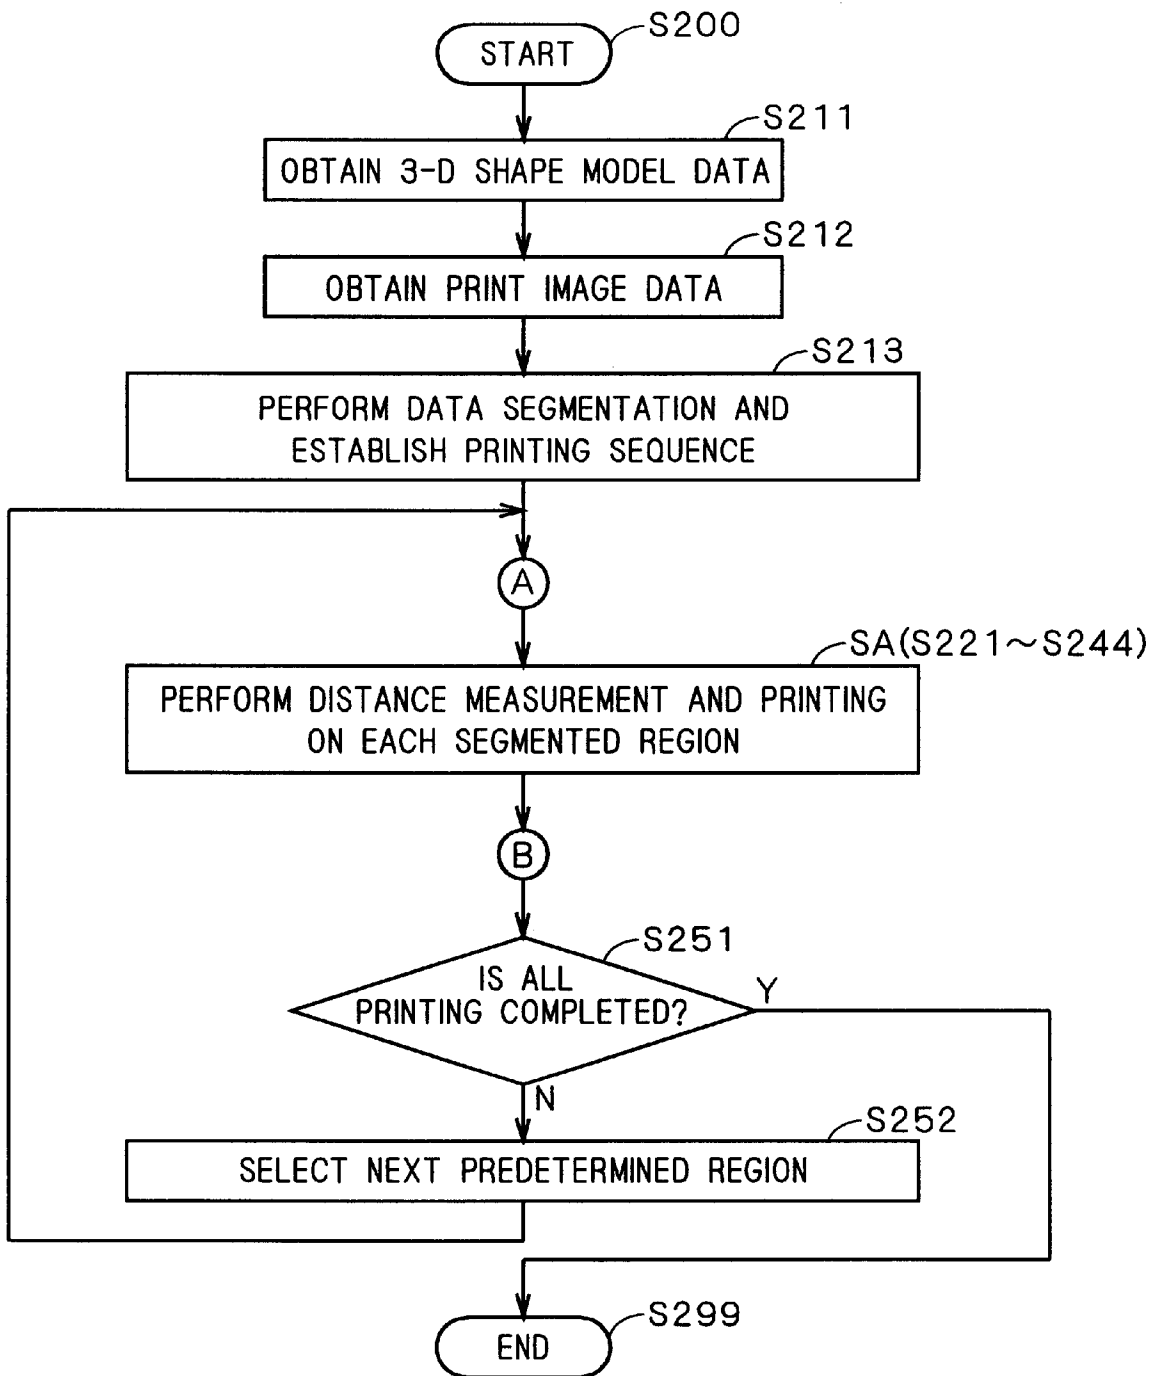 S200
START
S211
OBTAIN 3-D SHAPE MODEL DATA
S212
OBTAIN PRINT IMAGE DATA
S213
PERFORM DATA SEGMENTATION AND
ESTABLISH PRINTING SEQUENCE
A
SA(S221~S244)
PERFORM DISTANCE MEASUREMENT AND PRINTING
ON EACH SEGMENTED REGION
B
S251
IS ALL
PRINTING COMPLETED?
Y
N
S252
SELECT NEXT PREDETERMINED REGION
S299
END